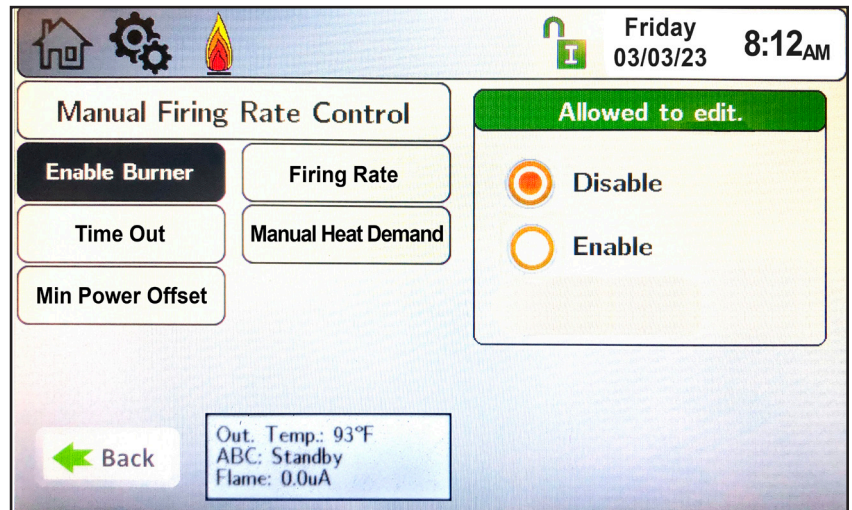 I
Friday
03/03/23
8:12AM
Manual Firing Rate Control
Allowed to edit.
Enable Burner
Firing Rate
Disable
Time Out
Manual Heat Demand
Enable
Min Power Offset
Back
Out. Temp.: 93°F
ABC: Standby
Flame: 0.0uA